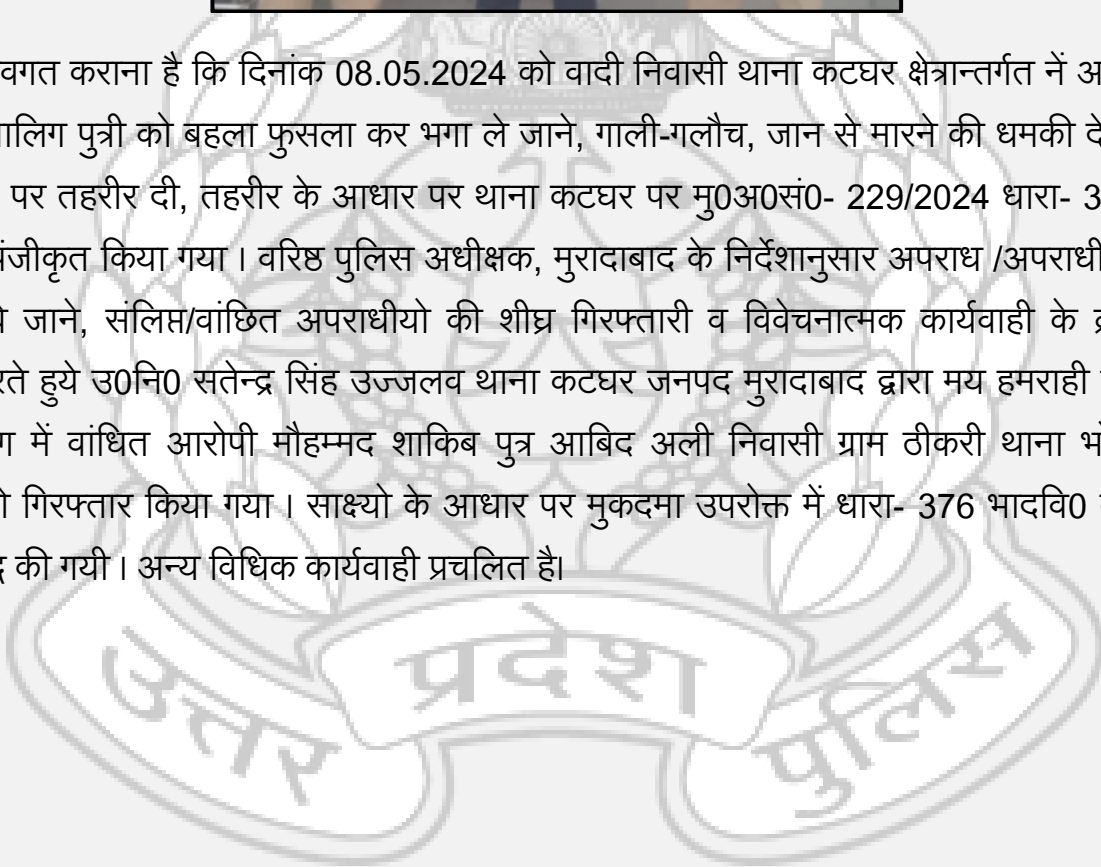 वगत कराना है कि दिनांक 08.05.2024 को वादी निवासी थाना कटघर क्षेत्रान्तर्गत नें अ
ालिग पुत्री को बहला फुसला कर भगा ले जाने, गाली-गलौच, जान से मारने की धमकी दे
पर तहरीर दी, तहरीर के आधार पर थाना कटघर पर मु0अ0सं0- 229/2024 धारा- 3
ंजीकृत किया गया । वरिष्ठ पुलिस अधीक्षक, मुरादाबाद के निर्देशानुसार अपराध /अपराधी
े जाने, संलिप्त/वांछित अपराधीयो की शीघ्र गिरफ्तारी व विवेचनात्मक कार्यवाही के क्र
रते हुये उ0नि0 सतेन्द्र सिंह उज्जलव थाना कटघर जनपद मुरादाबाद द्वारा मय हमराही
ग में वांधित आरोपी मौहम्मद शाकिब पुत्र आबिद अली निवासी ग्राम ठीकरी थाना भो
ो गिरफ्तार किया गया । साक्ष्यो के आधार पर मुकदमा उपरोक्त में धारा- 376 भादवि0
द्द की गयी । अन्य विधिक कार्यवाही प्रचलित है।
उत्तर प्रदेश पुलिस